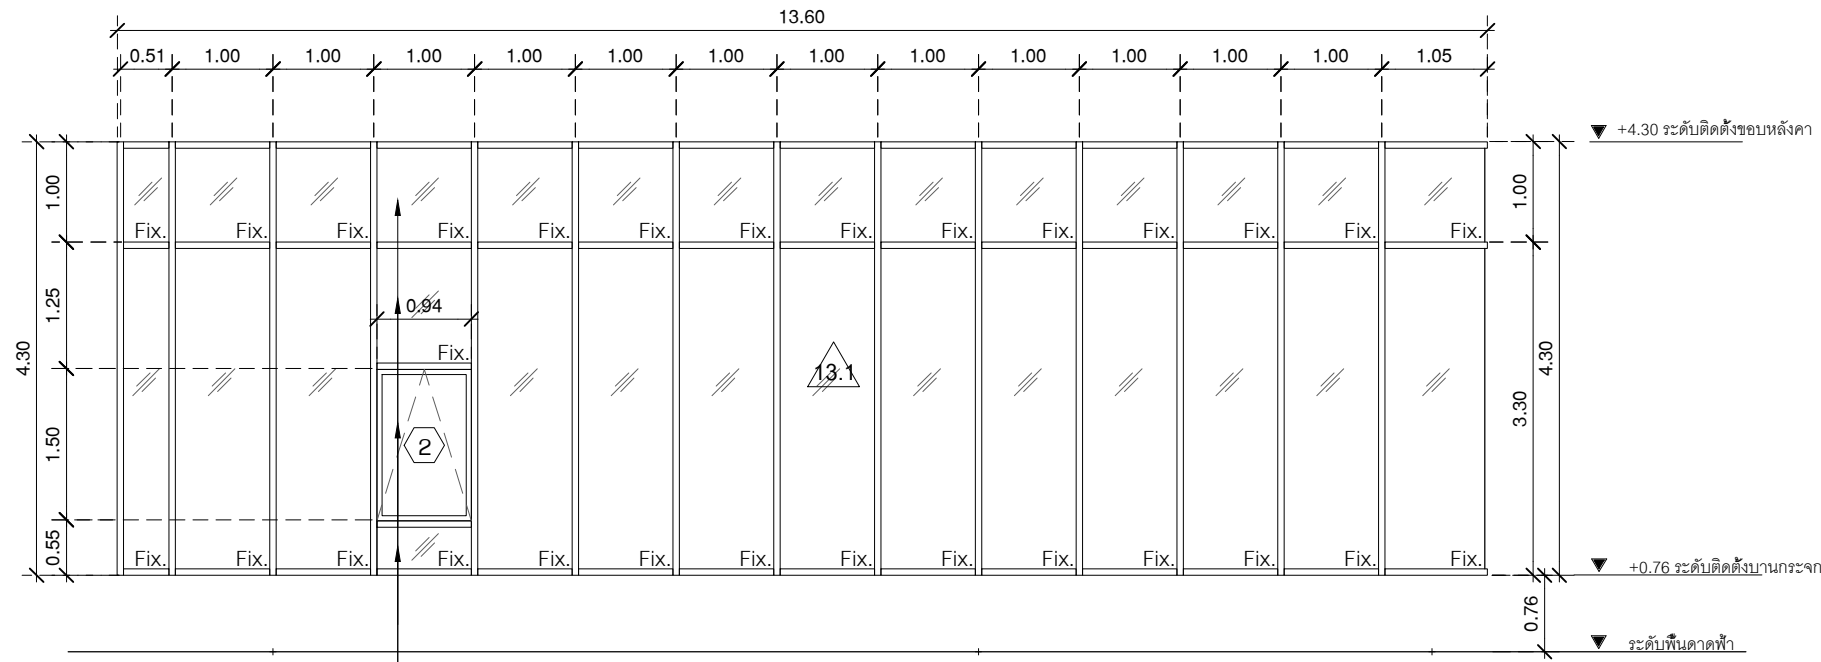 13.60
0.51 1.00 1.00 1.00 1.00 1.00 1.00 1.00 1.00 1.00 1.00 1.00 1.00 1.05
+4.30 ระดับติดตั้งขอบหลังคา
1.00 1.00
Fix. Fix. Fix. Fix. Fix. Fix. Fix. Fix. Fix. Fix. Fix. Fix. Fix. Fix.
1.25 0.94
4.30 Fix. 13.1 4.30
3.30
1.50 2
0.55 Fix. Fix. Fix. Fix. Fix. Fix. Fix. Fix. Fix. Fix. Fix. Fix. Fix. Fix.
+0.76 ระดับติดตั้งบานกระจก
0.76
ระดับพื้นดาดฟ้า